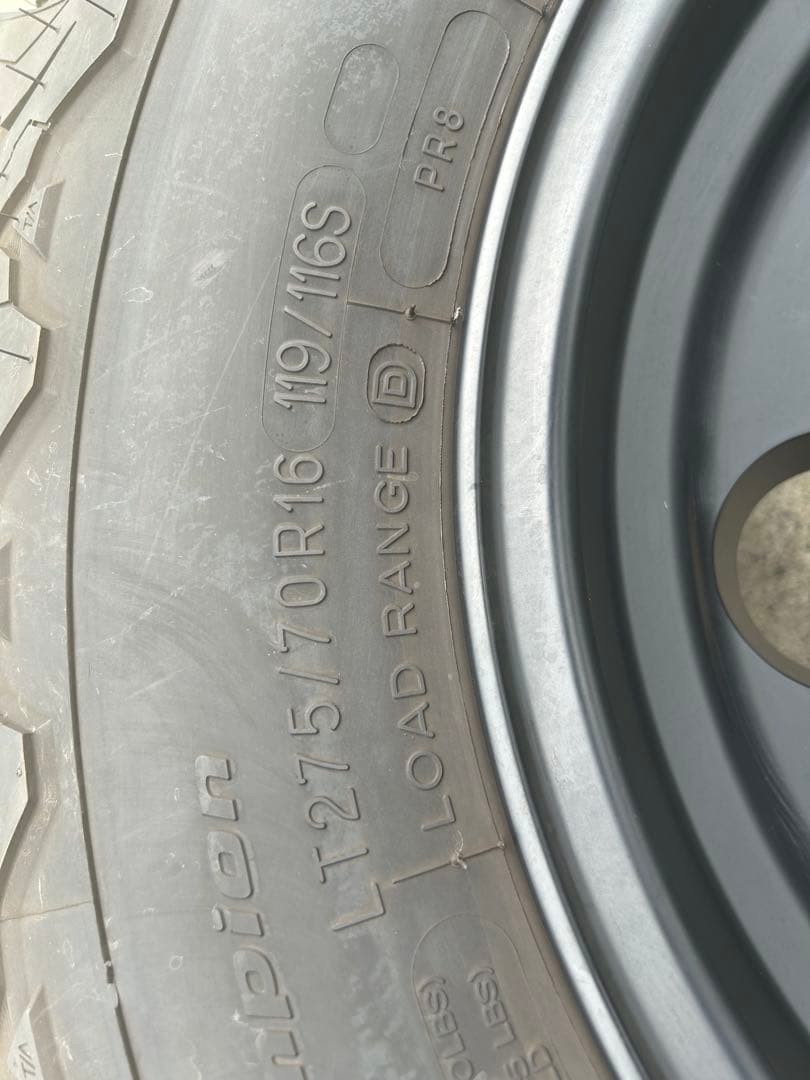 LT275/70R16 119/116S
LOAD RANGE D
PR8
T/A